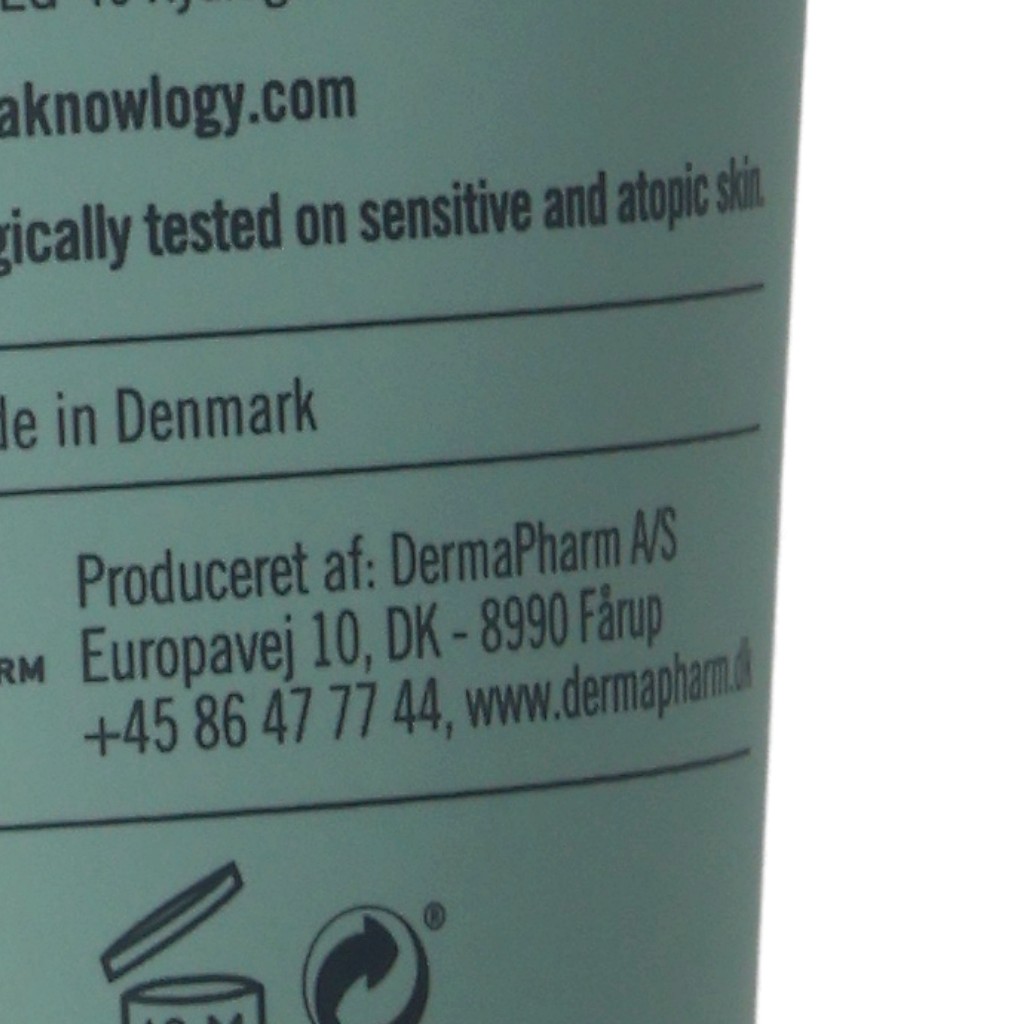 aknowlogy.com
gically tested on sensitive and atopic skin.
de in Denmark
Produceret af: DermaPharm A/S
RM Europavej 10, DK - 8990 Fårup
+45 86 47 77 44, www.dermapharm.dk
®